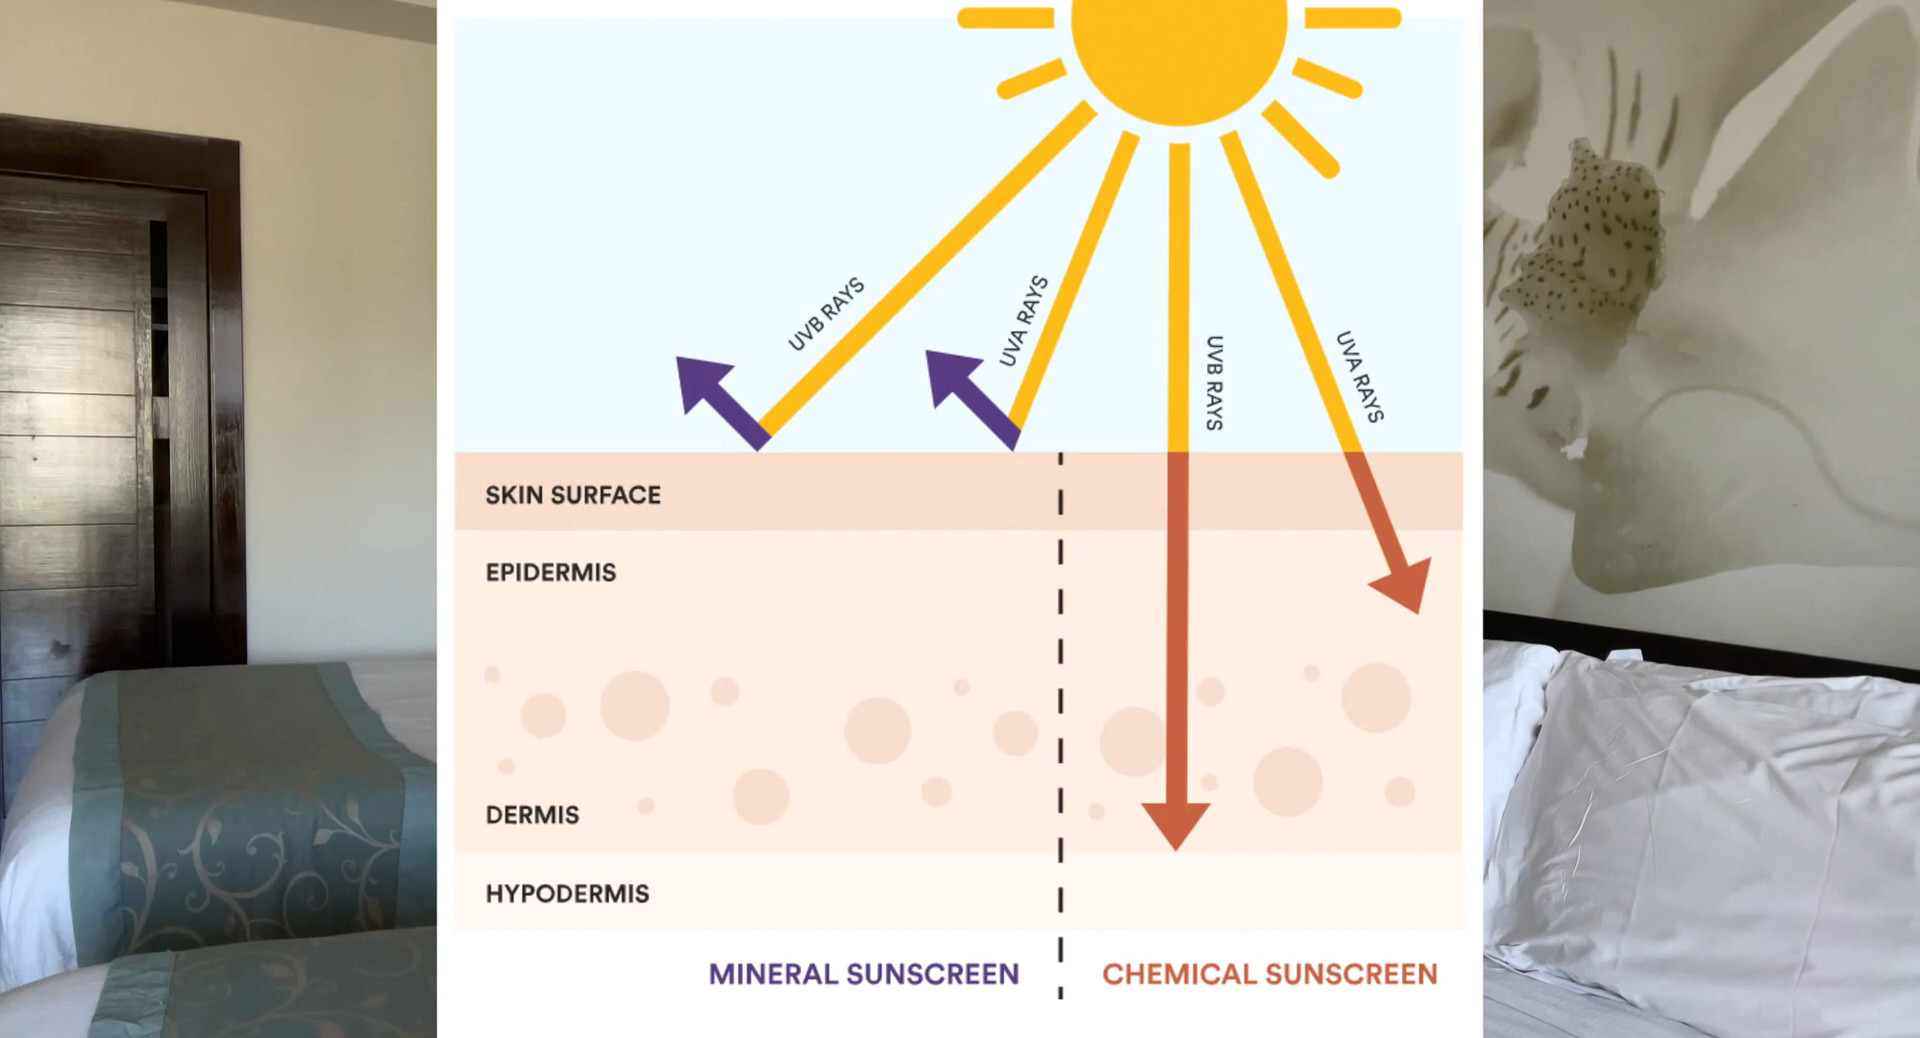 UVB RAYS
UVA RAYS
UVB RAYS
UVA RAYS
SKIN SURFACE
EPIDERMIS
DERMIS
HYPODERMIS
MINERAL SUNSCREEN
CHEMICAL SUNSCREEN